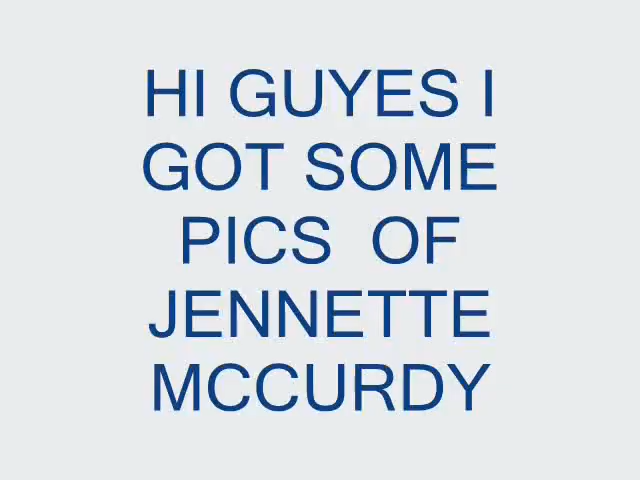 HI GUYES I
GOT SOME
PICS  OF
JENNETTE
MCCURDY